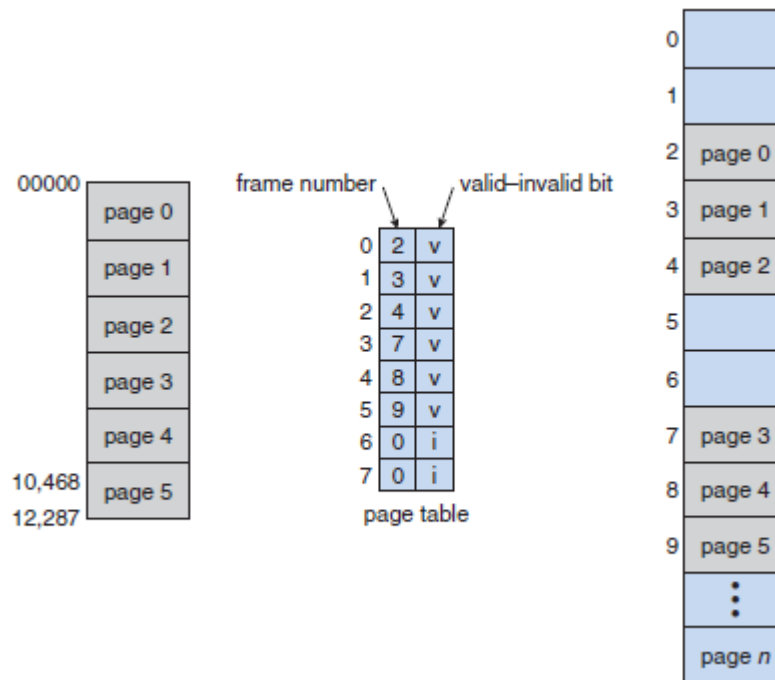 00000
page 0
page 1
page 2
page 3
page 4
10,468
page 5
12,287
frame number
valid–invalid bit
0 2 v
1 3 v
2 4 v
3 7 v
4 8 v
5 9 v
6 0 i
7 0 i
page table
0
1
2 page 0
3 page 1
4 page 2
5
6
7 page 3
8 page 4
9 page 5
page n